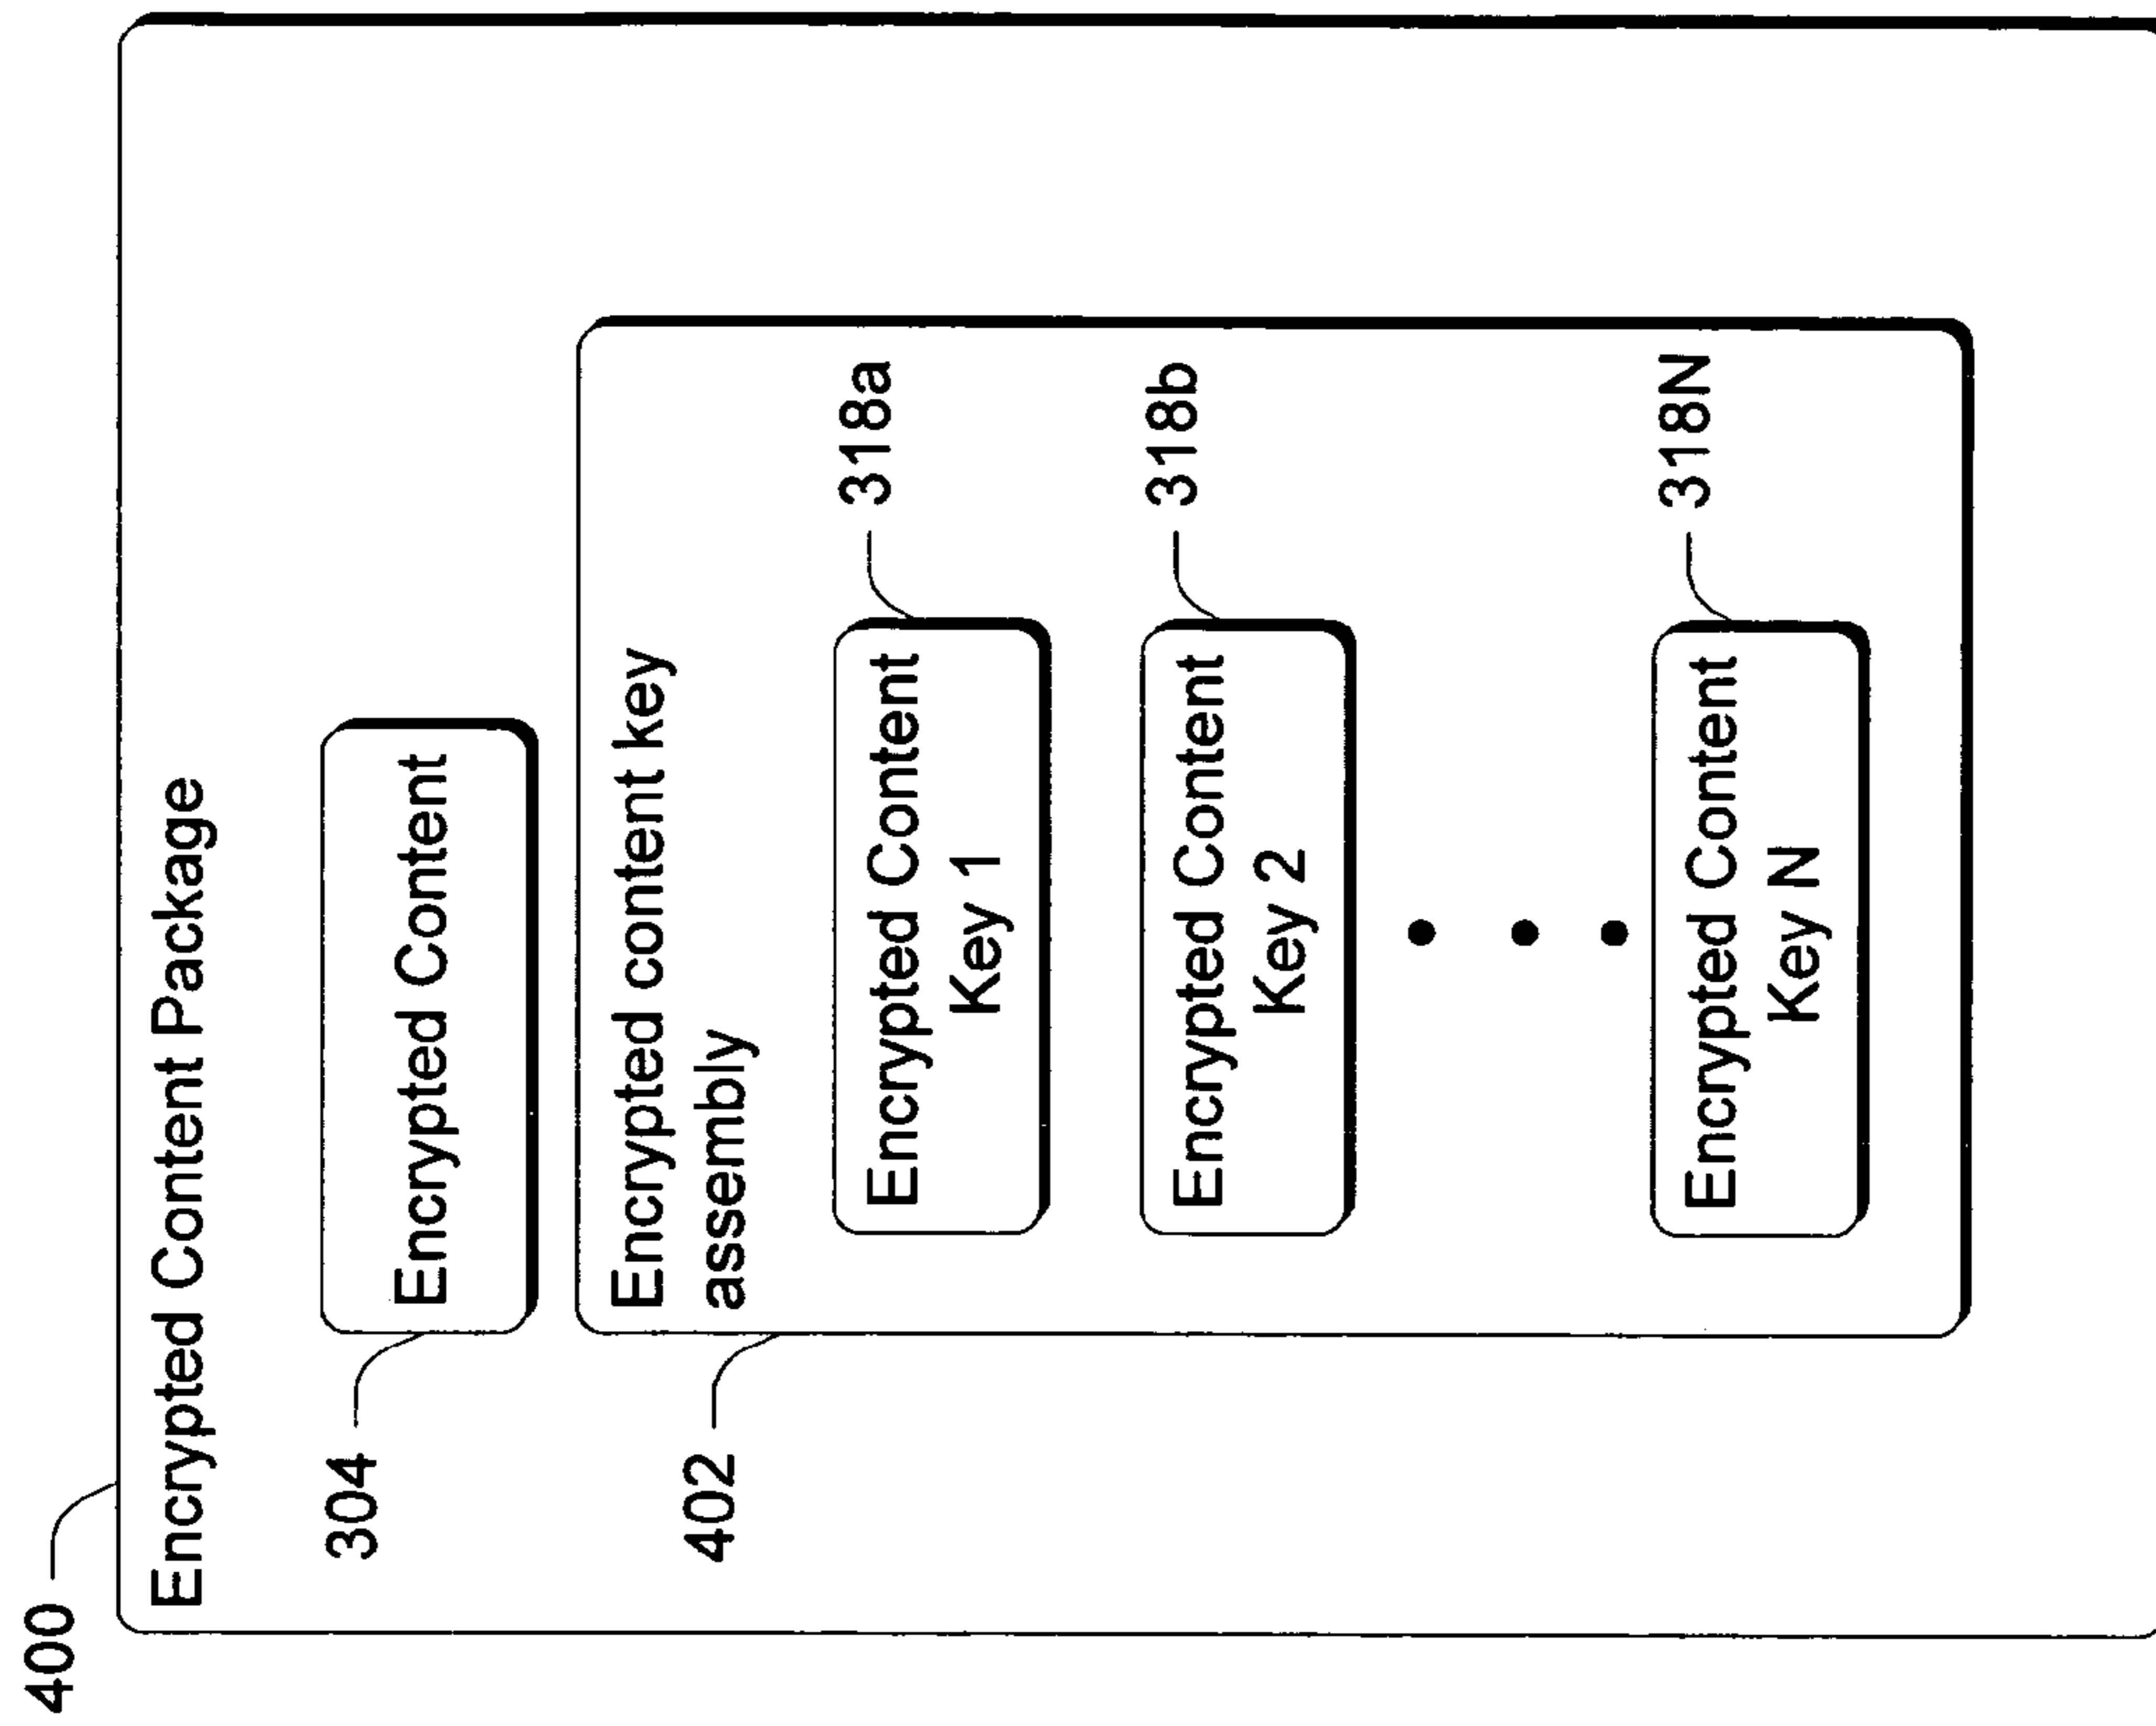 400
Encrypted Content Package
304
Encrypted Content
402
Encrypted content key
assembly
Encrypted Content
Key 1
318a
Encrypted Content
Key 2
318b
Encrypted Content
Key N
318N